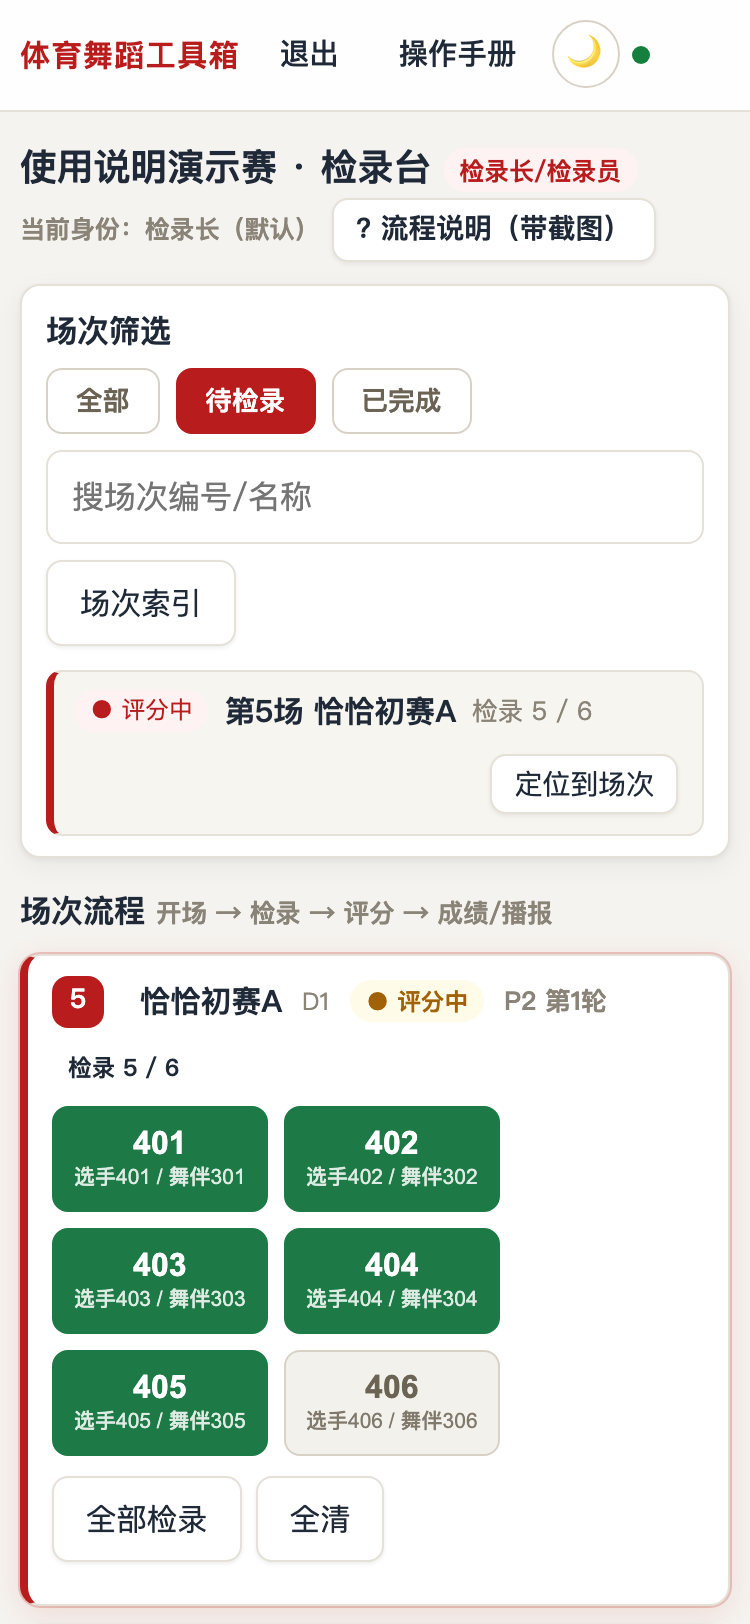 体育舞蹈工具箱 退出 操作手册
使用说明演示赛 · 检录台 检录长/检录员
当前身份：检录长（默认） ? 流程说明（带截图）
场次筛选
全部 待检录 已完成
搜场次编号/名称
场次索引
评分中 第5场 恰恰初赛A 检录 5 / 6
定位到场次
场次流程 开场 → 检录 → 评分 → 成绩/播报
5 恰恰初赛A D1 评分中 P2 第1轮
检录 5 / 6
401 402
选手401 / 舞伴301 选手402 / 舞伴302
403 404
选手403 / 舞伴303 选手404 / 舞伴304
405 406
选手405 / 舞伴305 选手406 / 舞伴306
全部检录 全清